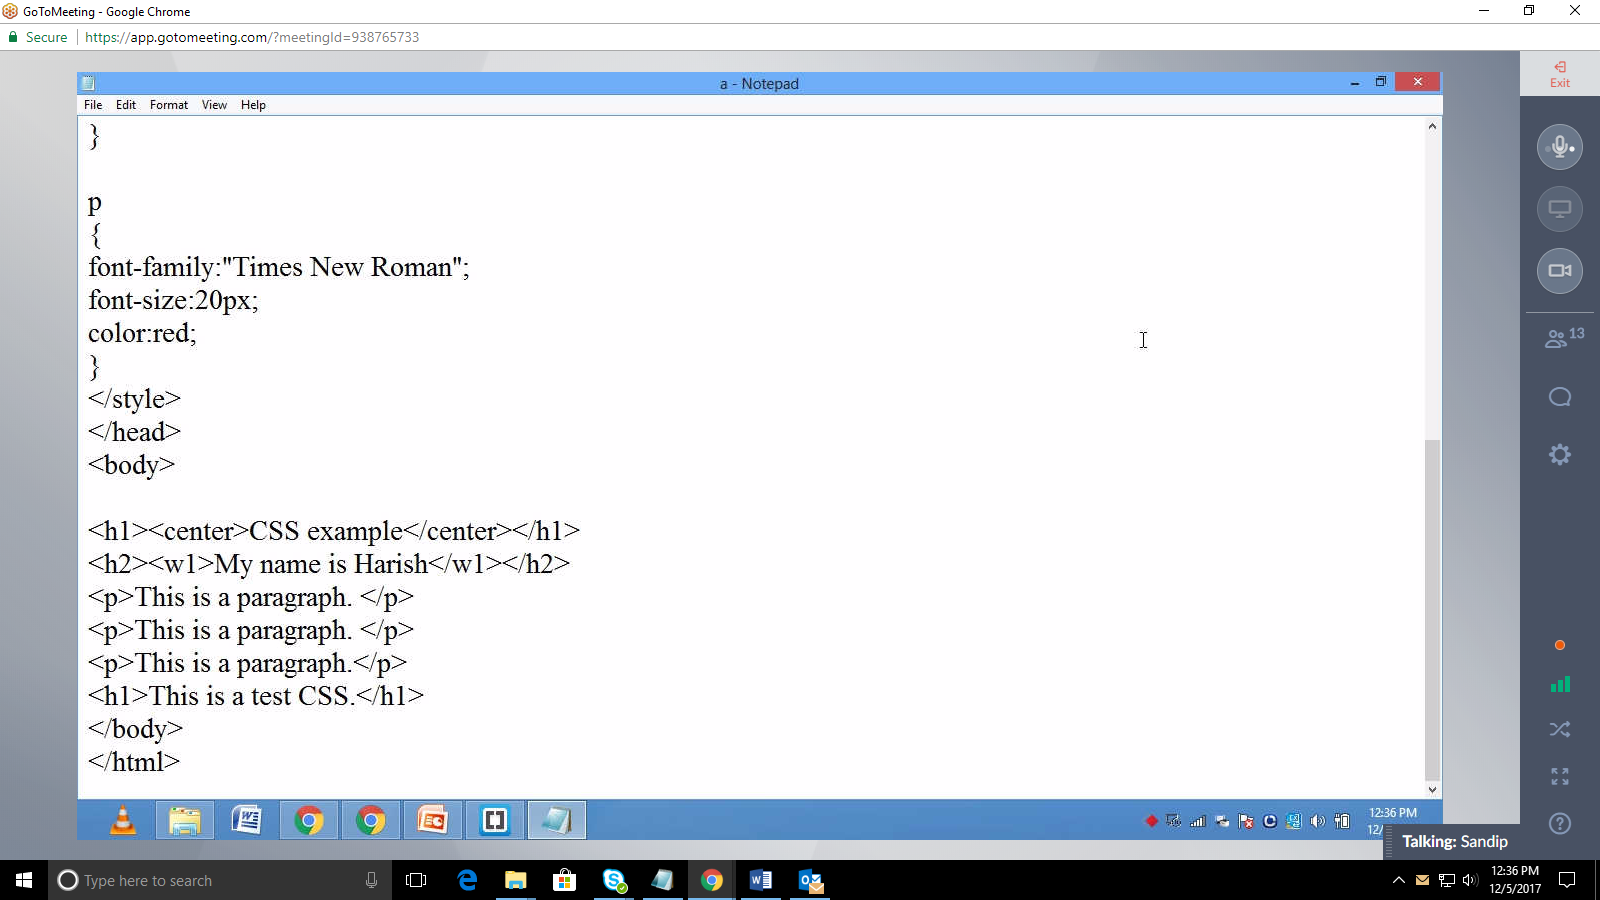 GoToMeeting - Google Chrome
Secure
https://app.gotomeeting.com/?meetingId=938765733
a - Notepad
File Edit Format View Help
}
p
{
font-family:"Times New Roman";
font-size:20px;
color:red;
}
</style>
</head>
<body>
<h1><center>CSS example</center></h1>
<h2><w1>My name is Harish</w1></h2>
<p>This is a paragraph. </p>
<p>This is a paragraph. </p>
<p>This is a paragraph.</p>
<h1>This is a test CSS.</h1>
</body>
</html>
Exit
13
12:36 PM
12/
Talking: Sandip
Type here to search
12:36 PM
12/5/2017